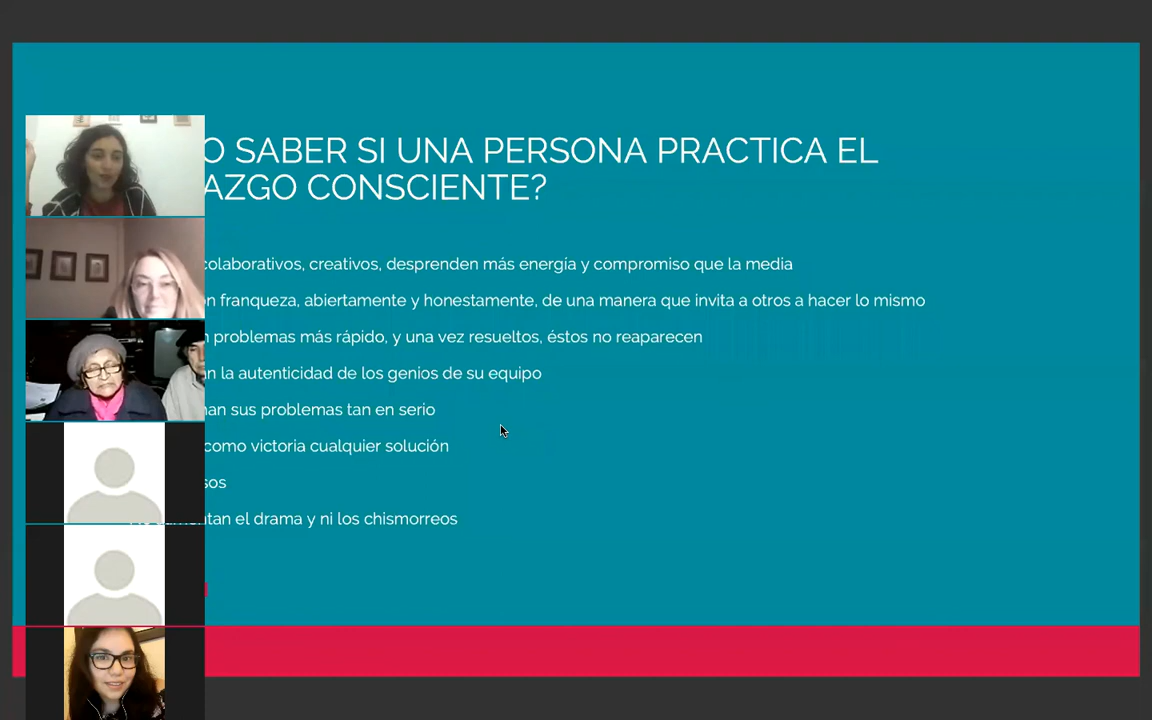 O SABER SI UNA PERSONA PRACTICA EL
AZGO CONSCIENTE?
colaborativos, creativos, desprenden más energía y compromiso que la media
n franqueza, abiertamente y honestamente, de una manera que invita a otros a hacer lo mismo
problemas más rápido, y una vez resueltos, éstos no reaparecen
n la autenticidad de los genios de su equipo
an sus problemas tan en serio
como victoria cualquier solución
sos
tan el drama y ni los chismorreos